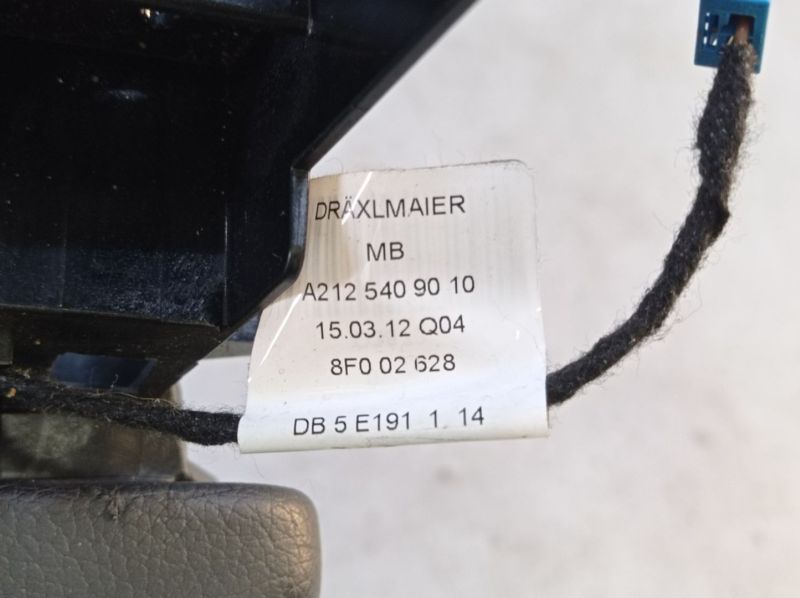 DRÄXLMAIER
MB
A212 540 90 10
15.03.12 Q04
8F0 02 628
DB 5 E191 1 14